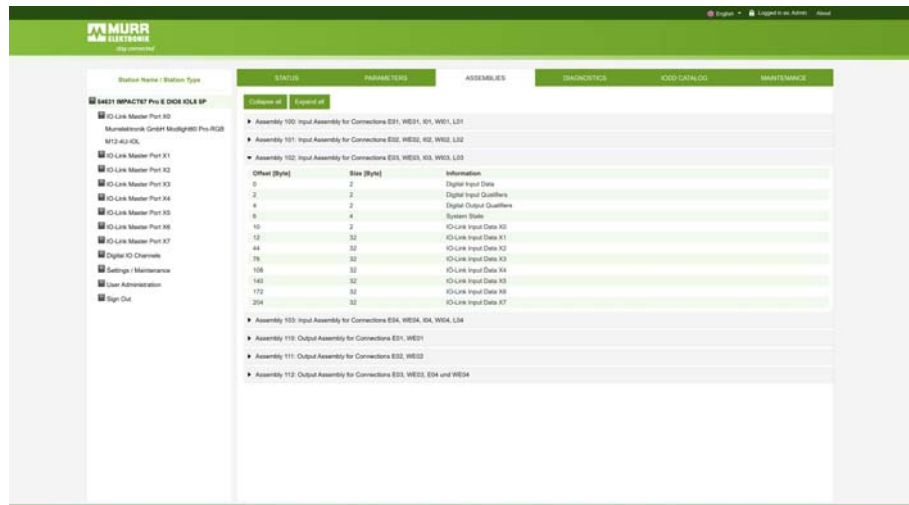 English
Logged in as: Admin
About
MURR
ELEKTRONIK
stay connected
Station Name / Station Type
54631 IMPACT67 Pro E DIO8 IOL8 5P
IO-Link Master Port X0
Murrelektronik GmbH Modlight60 Pro-RGB
M12-4U-IOL
IO-Link Master Port X1
IO-Link Master Port X2
IO-Link Master Port X3
IO-Link Master Port X4
IO-Link Master Port X5
IO-Link Master Port X6
IO-Link Master Port X7
Digital IO Channels
Settings / Maintenance
User Administration
Sign Out
STATUS PARAMETERS ASSEMBLIES DIAGNOSTICS IODD CATALOG MAINTENANCE
Collapse all Expand all
Assembly 100: Input Assembly for Connections E01, WE01, I01, WI01, L01
Assembly 101: Input Assembly for Connections E02, WE02, I02, WI02, L02
Assembly 102: Input Assembly for Connections E03, WE03, I03, WI03, L03
Offset [Byte] Size [Byte] Information
0 2 Digital Input Data
2 2 Digital Input Qualifiers
4 2 Digital Output Qualifiers
6 4 System State
10 2 IO-Link Input Data X0
12 32 IO-Link Input Data X1
44 32 IO-Link Input Data X2
76 32 IO-Link Input Data X3
108 32 IO-Link Input Data X4
140 32 IO-Link Input Data X5
172 32 IO-Link Input Data X6
204 32 IO-Link Input Data X7
Assembly 103: Input Assembly for Connections E04, WE04, I04, WI04, L04
Assembly 110: Output Assembly for Connections E01, WE01
Assembly 111: Output Assembly for Connections E02, WE02
Assembly 112: Output Assembly for Connections E03, WE03, E04 und WE04